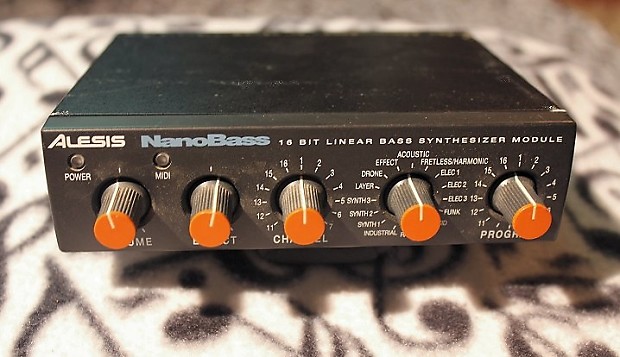 ALESIS NanoBass 16 BIT LINEAR BASS SYNTHESIZER MODULE
POWER MIDI
16 1 2 3 5 6 7 11 12 13 14 15
ACOUSTIC
EFFECT FRETLESS/HARMONIC
DRONE ELEC 1
LAYER ELEC 2
SYNTH 3 ELEC 3
SYNTH 2 FUNK
SYNTH 1
INDUSTRIAL
16 1 2 3 4 5 11 12 13 14 15